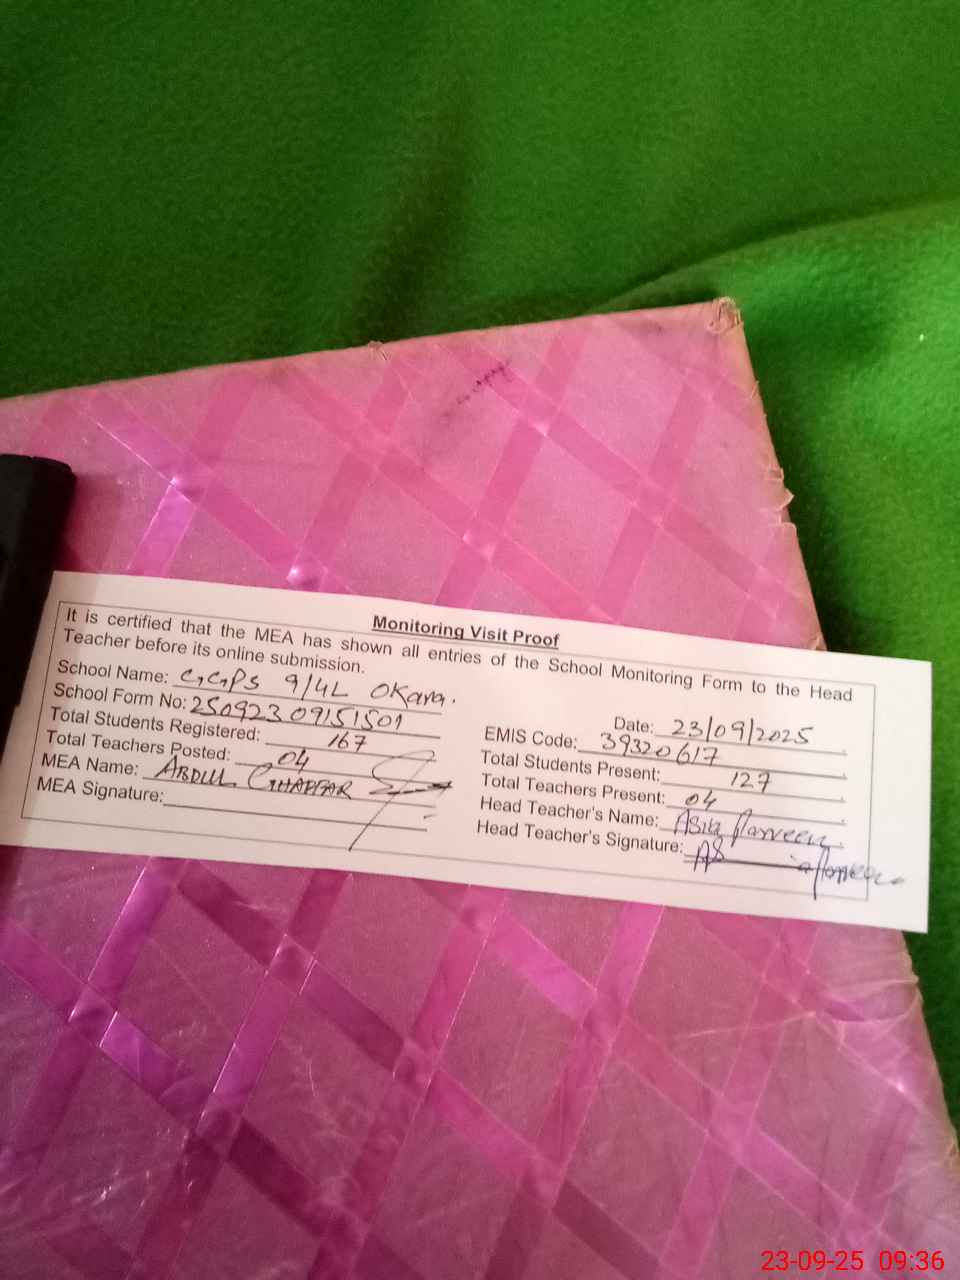 Monitoring Visit Proof
It is certified that the MEA has shown all entries of the School Monitoring Form to the Head
Teacher before its online submission.
School Name: G,G,PS 9/4L Okara.
Date: 23/09/2025
School Form No: 25092309151501
EMIS Code: 39320617
Total Students Registered: 167
Total Students Present: 127
Total Teachers Posted: 04
Total Teachers Present: 04
MEA Name: ABDUL GHAFFAR
Head Teacher's Name: Asia Parveen
MEA Signature:
Head Teacher's Signature:
23-09-25 09:36